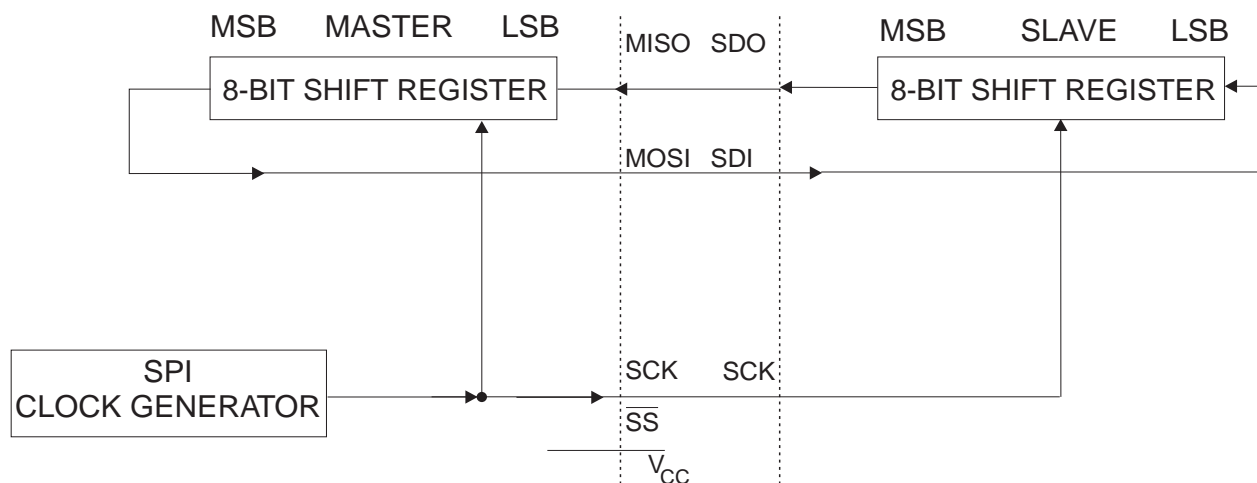 MSB MASTER LSB
MISO SDO
MSB SLAVE LSB
8-BIT SHIFT REGISTER
8-BIT SHIFT REGISTER
MOSI SDI
SPI
CLOCK GENERATOR
SCK SCK
S̅S̅
VCC